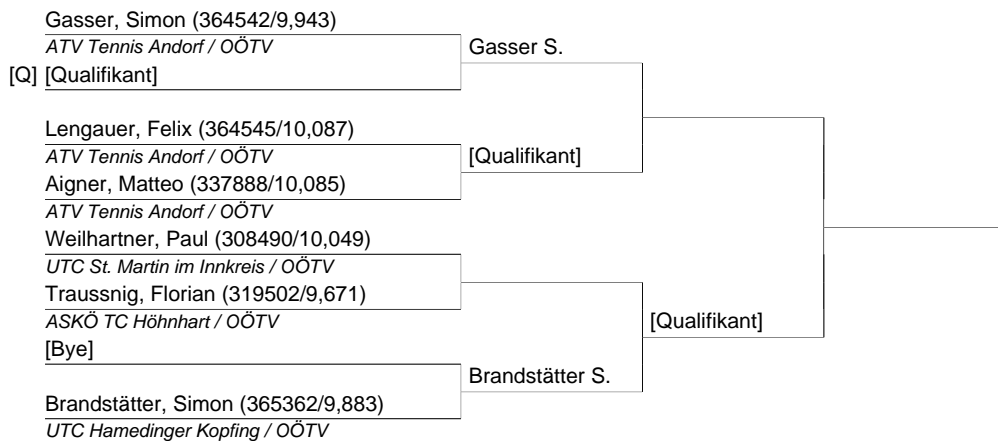 Gasser, Simon (364542/9,943)
ATV Tennis Andorf / OÖTV
Gasser S.
[Q] [Qualifikant]
Lengauer, Felix (364545/10,087)
ATV Tennis Andorf / OÖTV
[Qualifikant]
Aigner, Matteo (337888/10,085)
ATV Tennis Andorf / OÖTV
Weilhartner, Paul (308490/10,049)
UTC St. Martin im Innkreis / OÖTV
Traussnig, Florian (319502/9,671)
ASKÖ TC Höhnhart / OÖTV
[Qualifikant]
[Bye]
Brandstätter S.
Brandstätter, Simon (365362/9,883)
UTC Hamedinger Kopfing / OÖTV